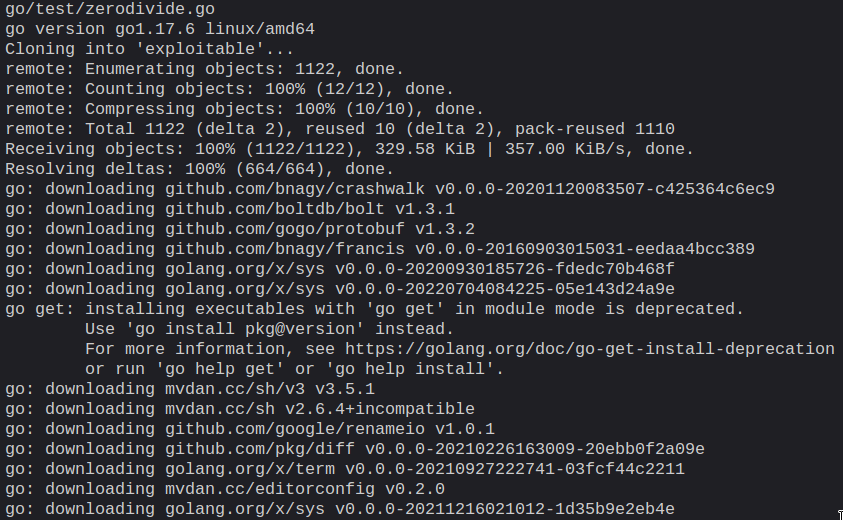 go/test/zerodivide.go
go version go1.17.6 linux/amd64
Cloning into 'exploitable'...
remote: Enumerating objects: 1122, done.
remote: Counting objects: 100% (12/12), done.
remote: Compressing objects: 100% (10/10), done.
remote: Total 1122 (delta 2), reused 10 (delta 2), pack-reused 1110
Receiving objects: 100% (1122/1122), 329.58 KiB | 357.00 KiB/s, done.
Resolving deltas: 100% (664/664), done.
go: downloading github.com/bnagy/crashwalk v0.0.0-20201120083507-c425364c6ec9
go: downloading github.com/boltdb/bolt v1.3.1
go: downloading github.com/gogo/protobuf v1.3.2
go: downloading github.com/bnagy/francis v0.0.0-20160903015031-eedaa4bcc389
go: downloading golang.org/x/sys v0.0.0-20200930185726-fdedc70b468f
go: downloading golang.org/x/sys v0.0.0-20220704084225-05e143d24a9e
go get: installing executables with 'go get' in module mode is deprecated.
        Use 'go install pkg@version' instead.
        For more information, see https://golang.org/doc/go-get-install-deprecation
        or run 'go help get' or 'go help install'.
go: downloading mvdan.cc/sh/v3 v3.5.1
go: downloading mvdan.cc/sh v2.6.4+incompatible
go: downloading github.com/google/renameio v1.0.1
go: downloading github.com/pkg/diff v0.0.0-20210226163009-20ebb0f2a09e
go: downloading golang.org/x/term v0.0.0-20210927222741-03fcf44c2211
go: downloading mvdan.cc/editorconfig v0.2.0
go: downloading golang.org/x/sys v0.0.0-20211216021012-1d35b9e2eb4e